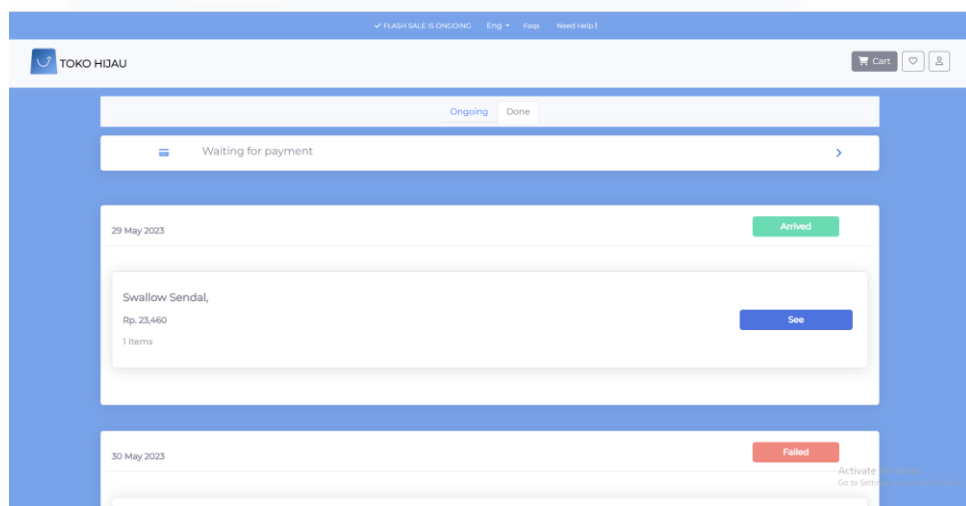 FLASH SALE IS ONGOING Eng Faqs Need Help!
TOKO HIJAU
Cart
Ongoing Done
Waiting for payment
29 May 2023 Arrived
Swallow Sendal,
Rp. 23,460
1 Items
See
30 May 2023 Failed
Activate
Go to Settin